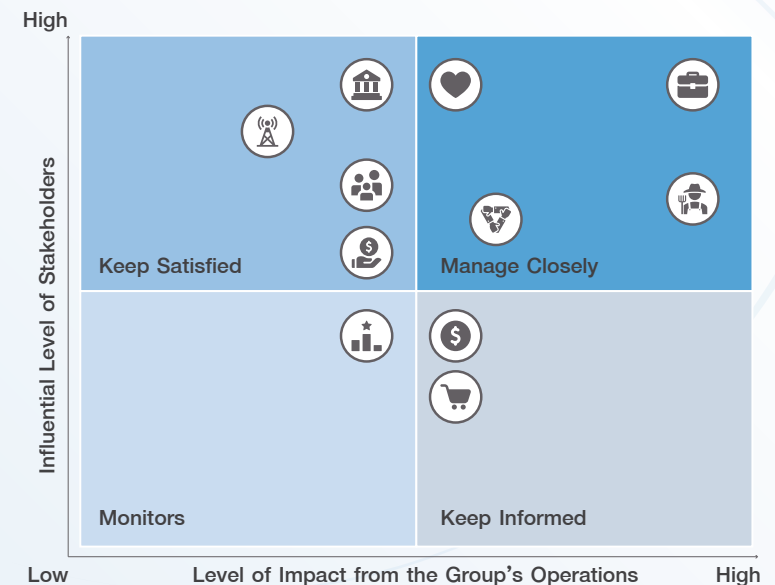 High
Influential Level of Stakeholders
Keep Satisfied
Manage Closely
Monitors
Keep Informed
Low
Level of Impact from the Group's Operations
High